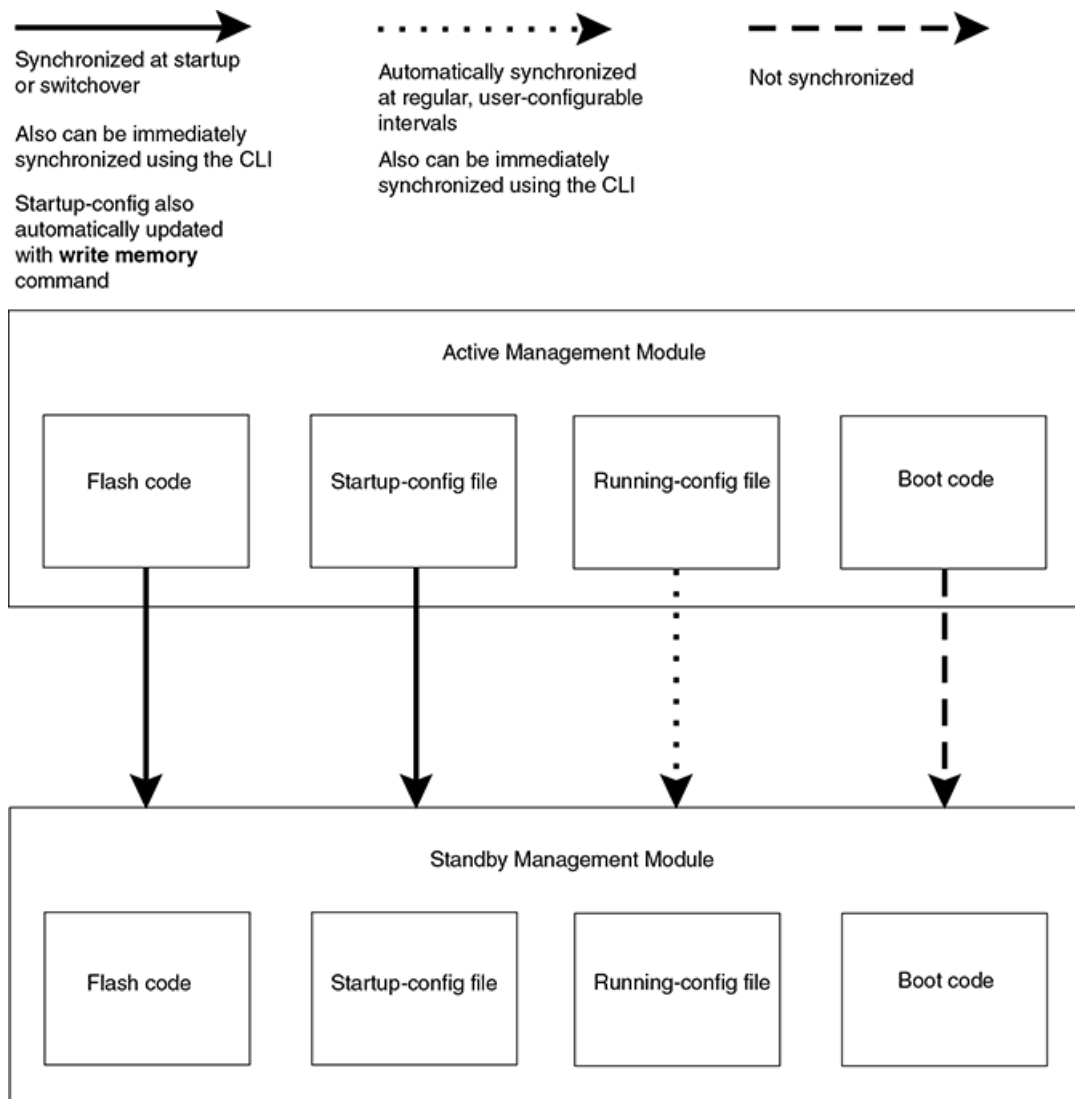 Synchronized at startup
or switchover
Also can be immediately
synchronized using the CLI
Startup-config also
automatically updated
with write memory
command
Automatically synchronized
at regular, user-configurable
intervals
Also can be immediately
synchronized using the CLI
Not synchronized
Active Management Module
Flash code
Startup-config file
Running-config file
Boot code
Standby Management Module
Flash code
Startup-config file
Running-config file
Boot code